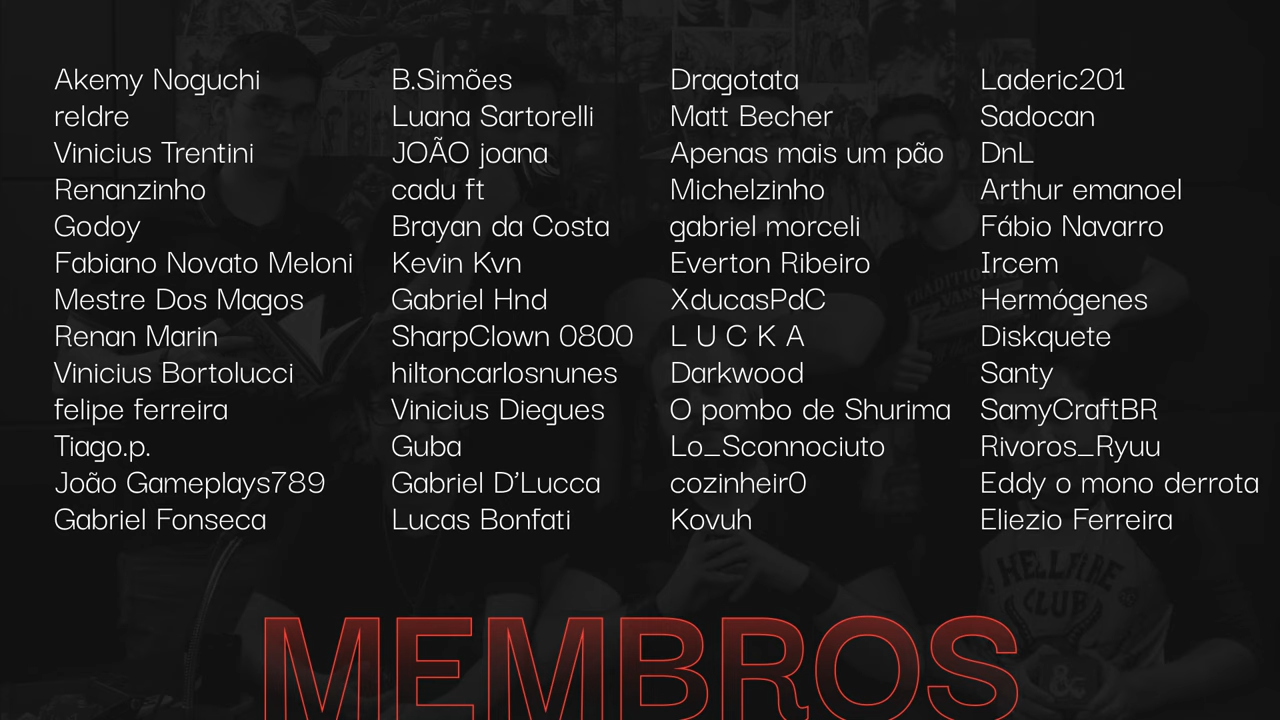 Akemy Noguchi
reldre
Vinicius Trentini
Renanzinho
Godoy
Fabiano Novato Meloni
Mestre Dos Magos
Renan Marin
Vinicius Bortolucci
felipe ferreira
Tiago.p.
João Gameplays789
Gabriel Fonseca
B.Simões
Luana Sartorelli
JOÃO joana
cadu ft
Brayan da Costa
Kevin Kvn
Gabriel Hnd
SharpClown 0800
hiltoncarlosnunes
Vinicius Diegues
Guba
Gabriel D'Lucca
Lucas Bonfati
Dragotata
Matt Becher
Apenas mais um pão
Michelzinho
gabriel morceli
Everton Ribeiro
XducasPdC
L U C K A
Darkwood
O pombo de Shurima
Lo_Sconnociuto
cozinheir0
Kovuh
Laderic201
Sadocan
DnL
Arthur emanoel
Fábio Navarro
Ircem
Hermógenes
Diskquete
Santy
SamyCraftBR
Rivoros_Ryuu
Eddy o mono derrota
Eliezio Ferreira
TRADITIONAL
VANS
HELLFIRE
CLUB
MEMBROS